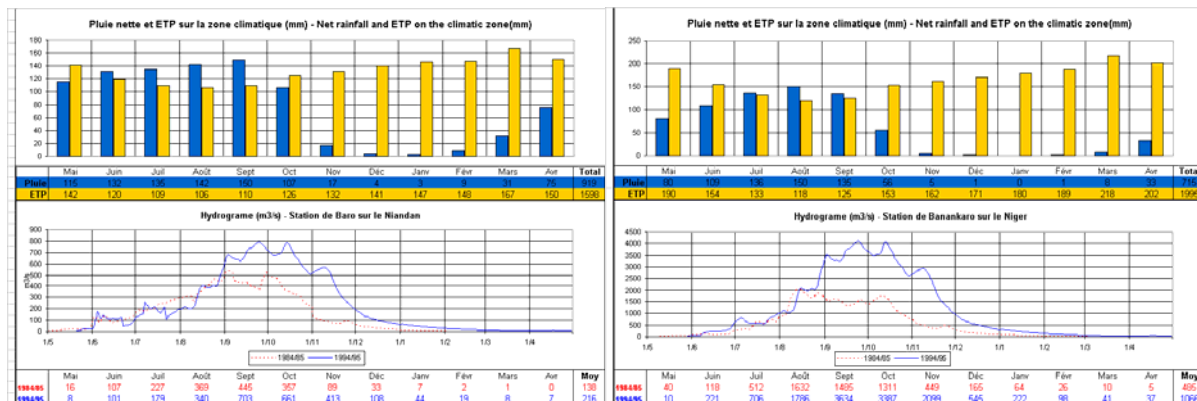 Pluie nette et ETP sur la zone climatique (mm) - Net rainfall and ETP on the climatic zone(mm)
180
160
140
120
100
80
60
40
20
0
Mai Juin Juil Août Sept Oct Nov Déc Janv Févr Mars Avr Total
Pluie 115 132 135 142 150 107 17 4 3 9 31 75 919
ETP 142 120 109 106 110 126 132 141 147 148 167 150 1598
Hydrograme (m3/s) - Station de Baro sur le Niandan
m3/s
900
800
700
600
500
400
300
200
100
0
1/5 1/6 1/7 1/8 1/9 1/10 1/11 1/12 1/1 1/2 1/3 1/4
1984/85 1994/95
Mai Juin Juil Août Sept Oct Nov Déc Janv Févr Mars Avr Moy
1984/85 16 107 227 369 445 357 89 33 7 2 1 0 138
1994/95 8 101 179 340 703 661 413 108 44 19 8 7 216
Pluie nette et ETP sur la zone climatique (mm) - Net rainfall and ETP on the climatic zone(mm)
250
200
150
100
50
0
Mai Juin Juil Août Sept Oct Nov Déc Janv Févr Mars Avr Total
Pluie 80 109 136 150 135 56 5 1 0 1 8 33 715
ETP 190 154 133 118 125 153 162 171 180 189 218 202 1995
Hydrograme (m3/s) - Station de Banankaro sur le Niger
4500
4000
3500
3000
2500
2000
1500
1000
500
0
1/5 1/6 1/7 1/8 1/9 1/10 1/11 1/12 1/1 1/2 1/3 1/4
1984/85 1994/95
Mai Juin Juil Août Sept Oct Nov Déc Janv Févr Mars Avr Moy
1984/85 40 118 512 1632 1485 1311 449 165 64 26 10 5 485
1994/95 10 221 706 1786 3634 3387 2099 545 222 98 41 37